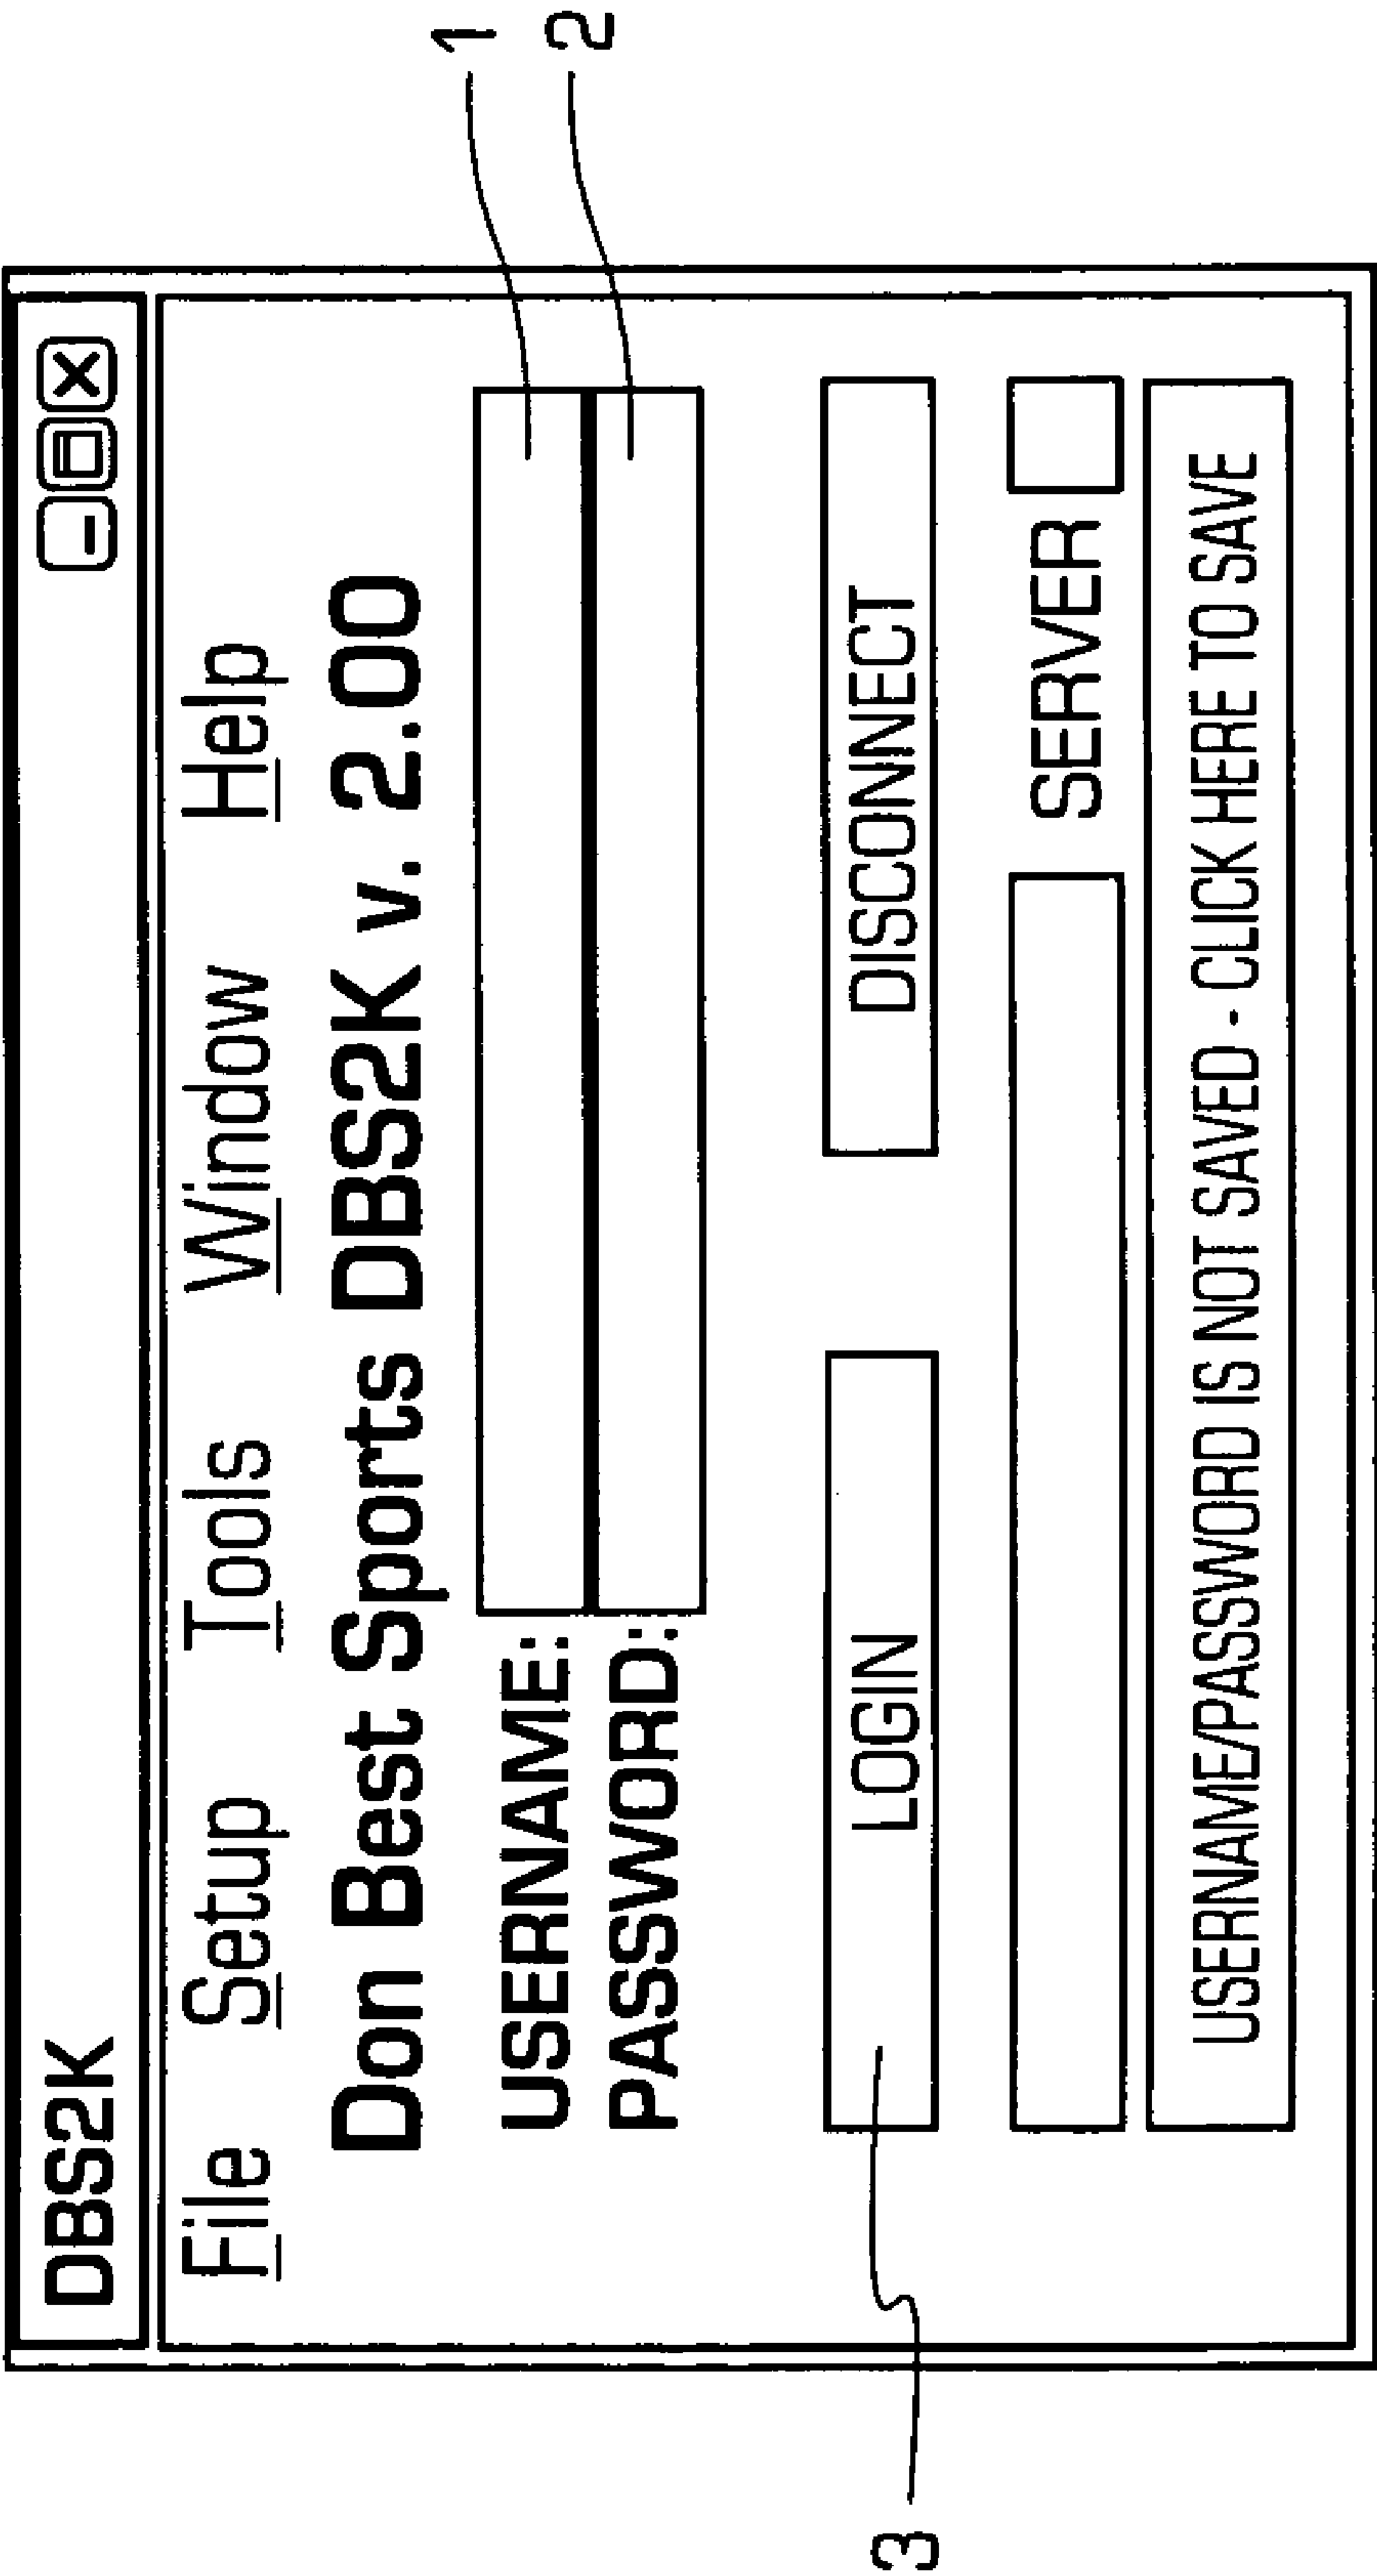 DBS2K
File Setup Tools Window Help
Don Best Sports DBS2K v. 2.00
USERNAME: 1
PASSWORD: 2
3 LOGIN DISCONNECT
SERVER
USERNAME/PASSWORD IS NOT SAVED - CLICK HERE TO SAVE